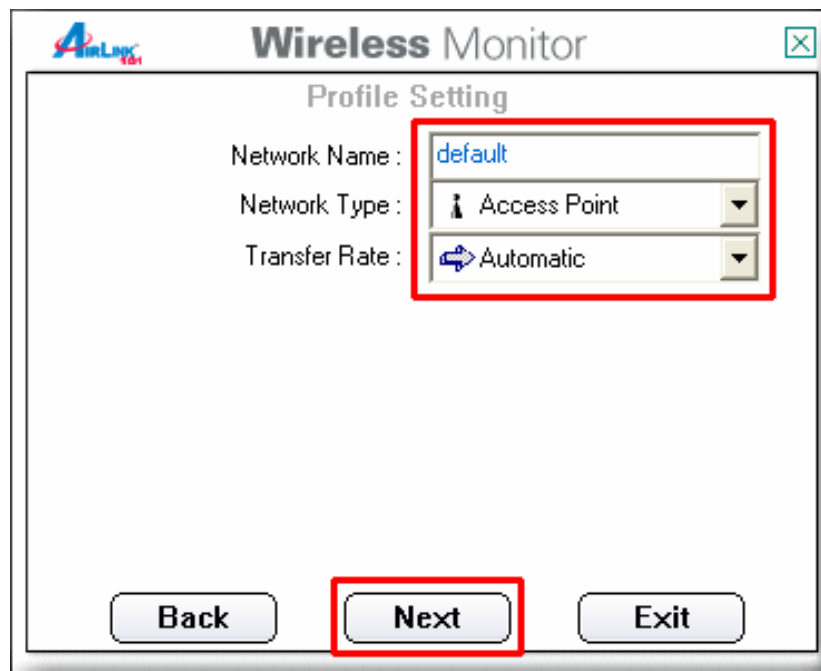 AirLink 101 Wireless Monitor
Profile Setting
Network Name : default
Network Type : Access Point
Transfer Rate : Automatic
Back Next Exit